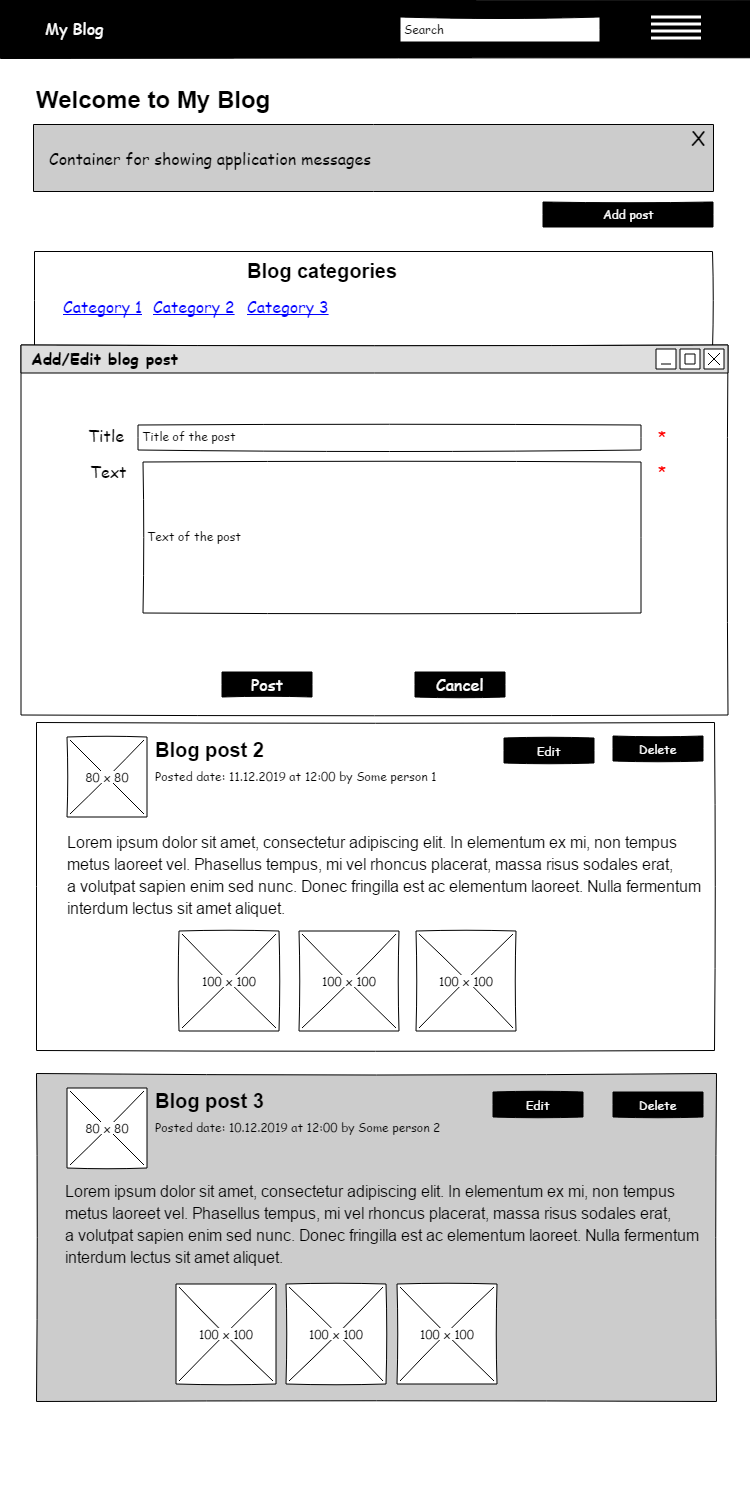 My Blog
Search
Welcome to My Blog
Container for showing application messages
X
Add post
Blog categories
Category 1 Category 2 Category 3
Add/Edit blog post
Title Title of the post *
Text *
Text of the post
Post Cancel
Blog post 2
Edit Delete
Posted date: 11.12.2019 at 12:00 by Some person 1
80 x 80
Lorem ipsum dolor sit amet, consectetur adipiscing elit. In elementum ex mi, non tempus
metus laoreet vel. Phasellus tempus, mi vel rhoncus placerat, massa risus sodales erat,
a volutpat sapien enim sed nunc. Donec fringilla est ac elementum laoreet. Nulla fermentum
interdum lectus sit amet aliquet.
100 x 100 100 x 100 100 x 100
Blog post 3
Edit Delete
Posted date: 10.12.2019 at 12:00 by Some person 2
80 x 80
Lorem ipsum dolor sit amet, consectetur adipiscing elit. In elementum ex mi, non tempus
metus laoreet vel. Phasellus tempus, mi vel rhoncus placerat, massa risus sodales erat,
a volutpat sapien enim sed nunc. Donec fringilla est ac elementum laoreet. Nulla fermentum
interdum lectus sit amet aliquet.
100 x 100 100 x 100 100 x 100